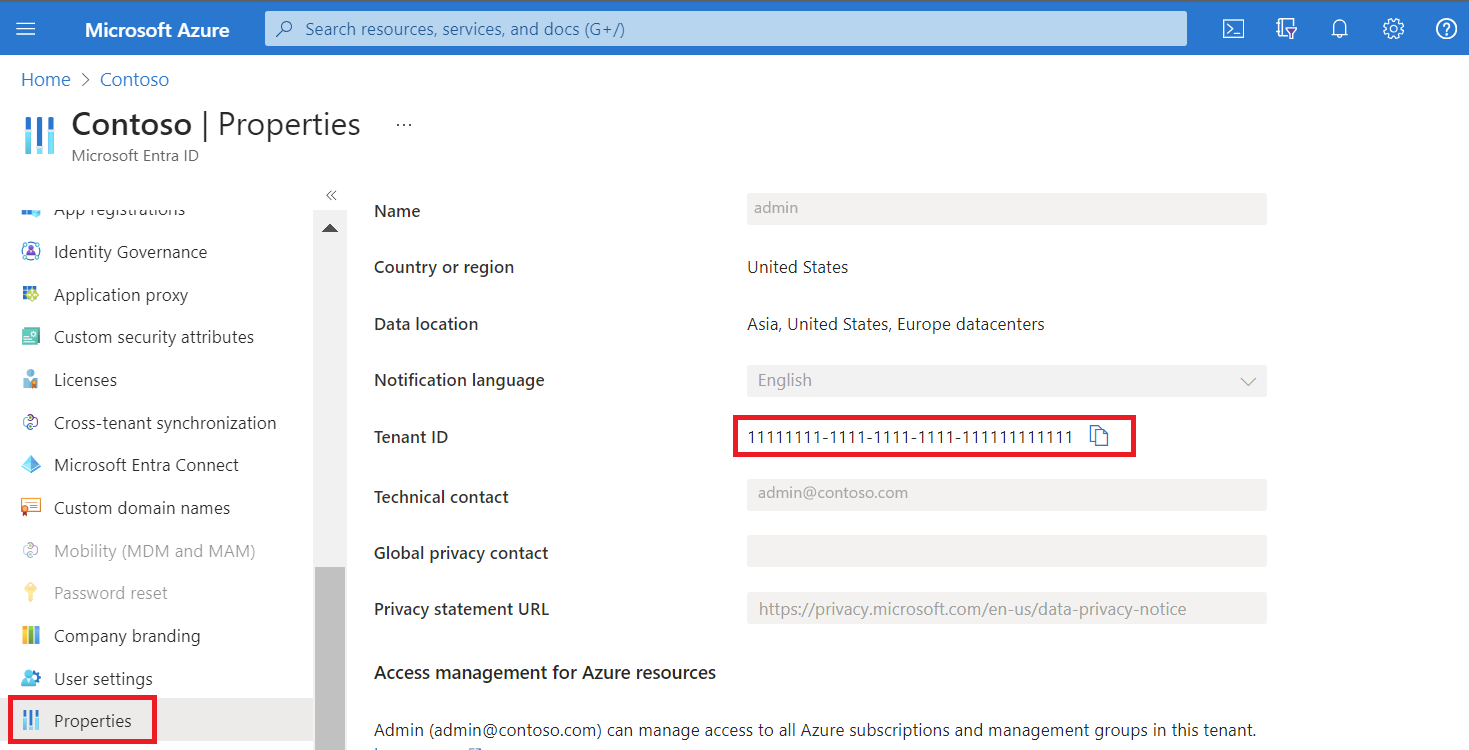 Microsoft Azure
Search resources, services, and docs (G+/)
Home > Contoso
Contoso | Properties ...
Microsoft Entra ID
App registrations
Identity Governance
Application proxy
Custom security attributes
Licenses
Cross-tenant synchronization
Microsoft Entra Connect
Custom domain names
Mobility (MDM and MAM)
Password reset
Company branding
User settings
Properties
Name admin
Country or region United States
Data location Asia, United States, Europe datacenters
Notification language English
Tenant ID 11111111-1111-1111-1111-111111111111
Technical contact admin@contoso.com
Global privacy contact
Privacy statement URL https://privacy.microsoft.com/en-us/data-privacy-notice
Access management for Azure resources
Admin (admin@contoso.com) can manage access to all Azure subscriptions and management groups in this tenant.